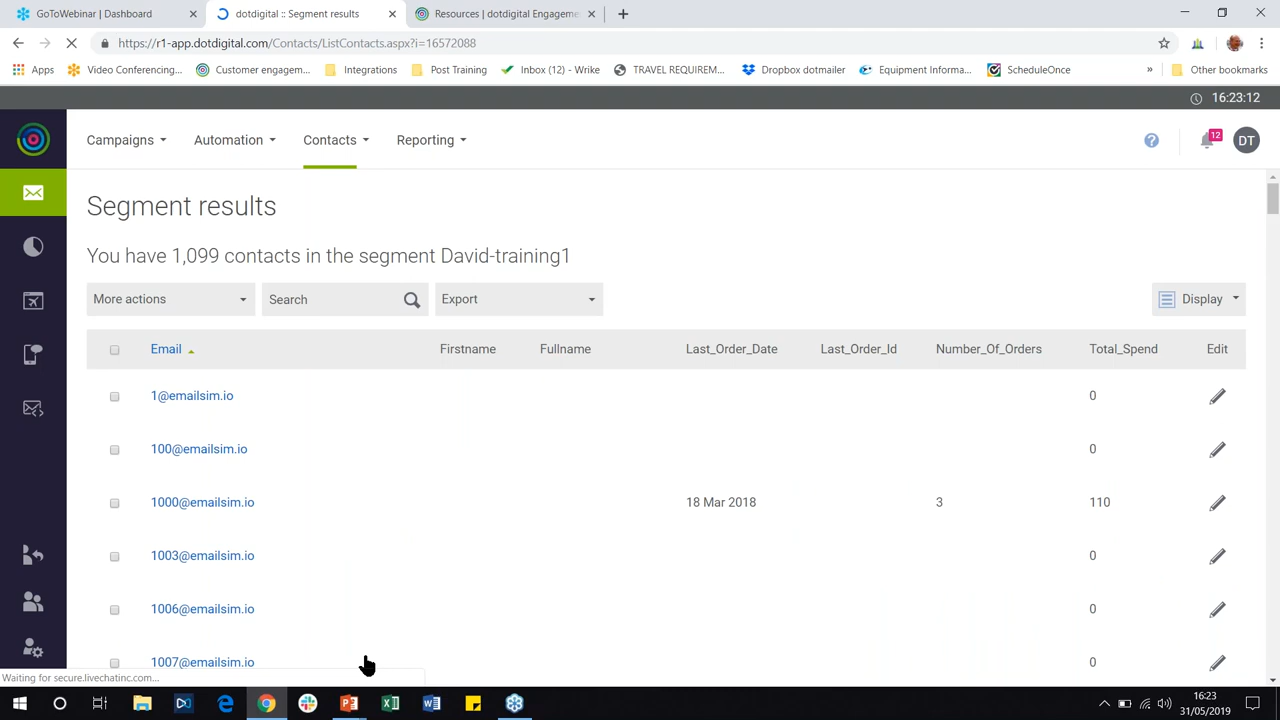 GoToWebinar | Dashboard
dotdigital :: Segment results
Resources | dotdigital Engageme
https://r1-app.dotdigital.com/Contacts/ListContacts.aspx?i=16572088
Apps
Video Conferencing...
Customer engagem...
Integrations
Post Training
Inbox (12) - Wrike
TRAVEL REQUIREM...
Dropbox dotmailer
Equipment Informa...
ScheduleOnce
»
Other bookmarks
16:23:12
Campaigns
Automation
Contacts
Reporting
?
12
DT
Segment results
You have 1,099 contacts in the segment David-training1
More actions
Search
Export
Display
Email Firstname Fullname Last_Order_Date Last_Order_Id Number_Of_Orders Total_Spend Edit
1@emailsim.io 0
100@emailsim.io 0
1000@emailsim.io 18 Mar 2018 3 110
1003@emailsim.io 0
1006@emailsim.io 0
1007@emailsim.io 0
Waiting for secure.livechatinc.com...
16:23
31/05/2019